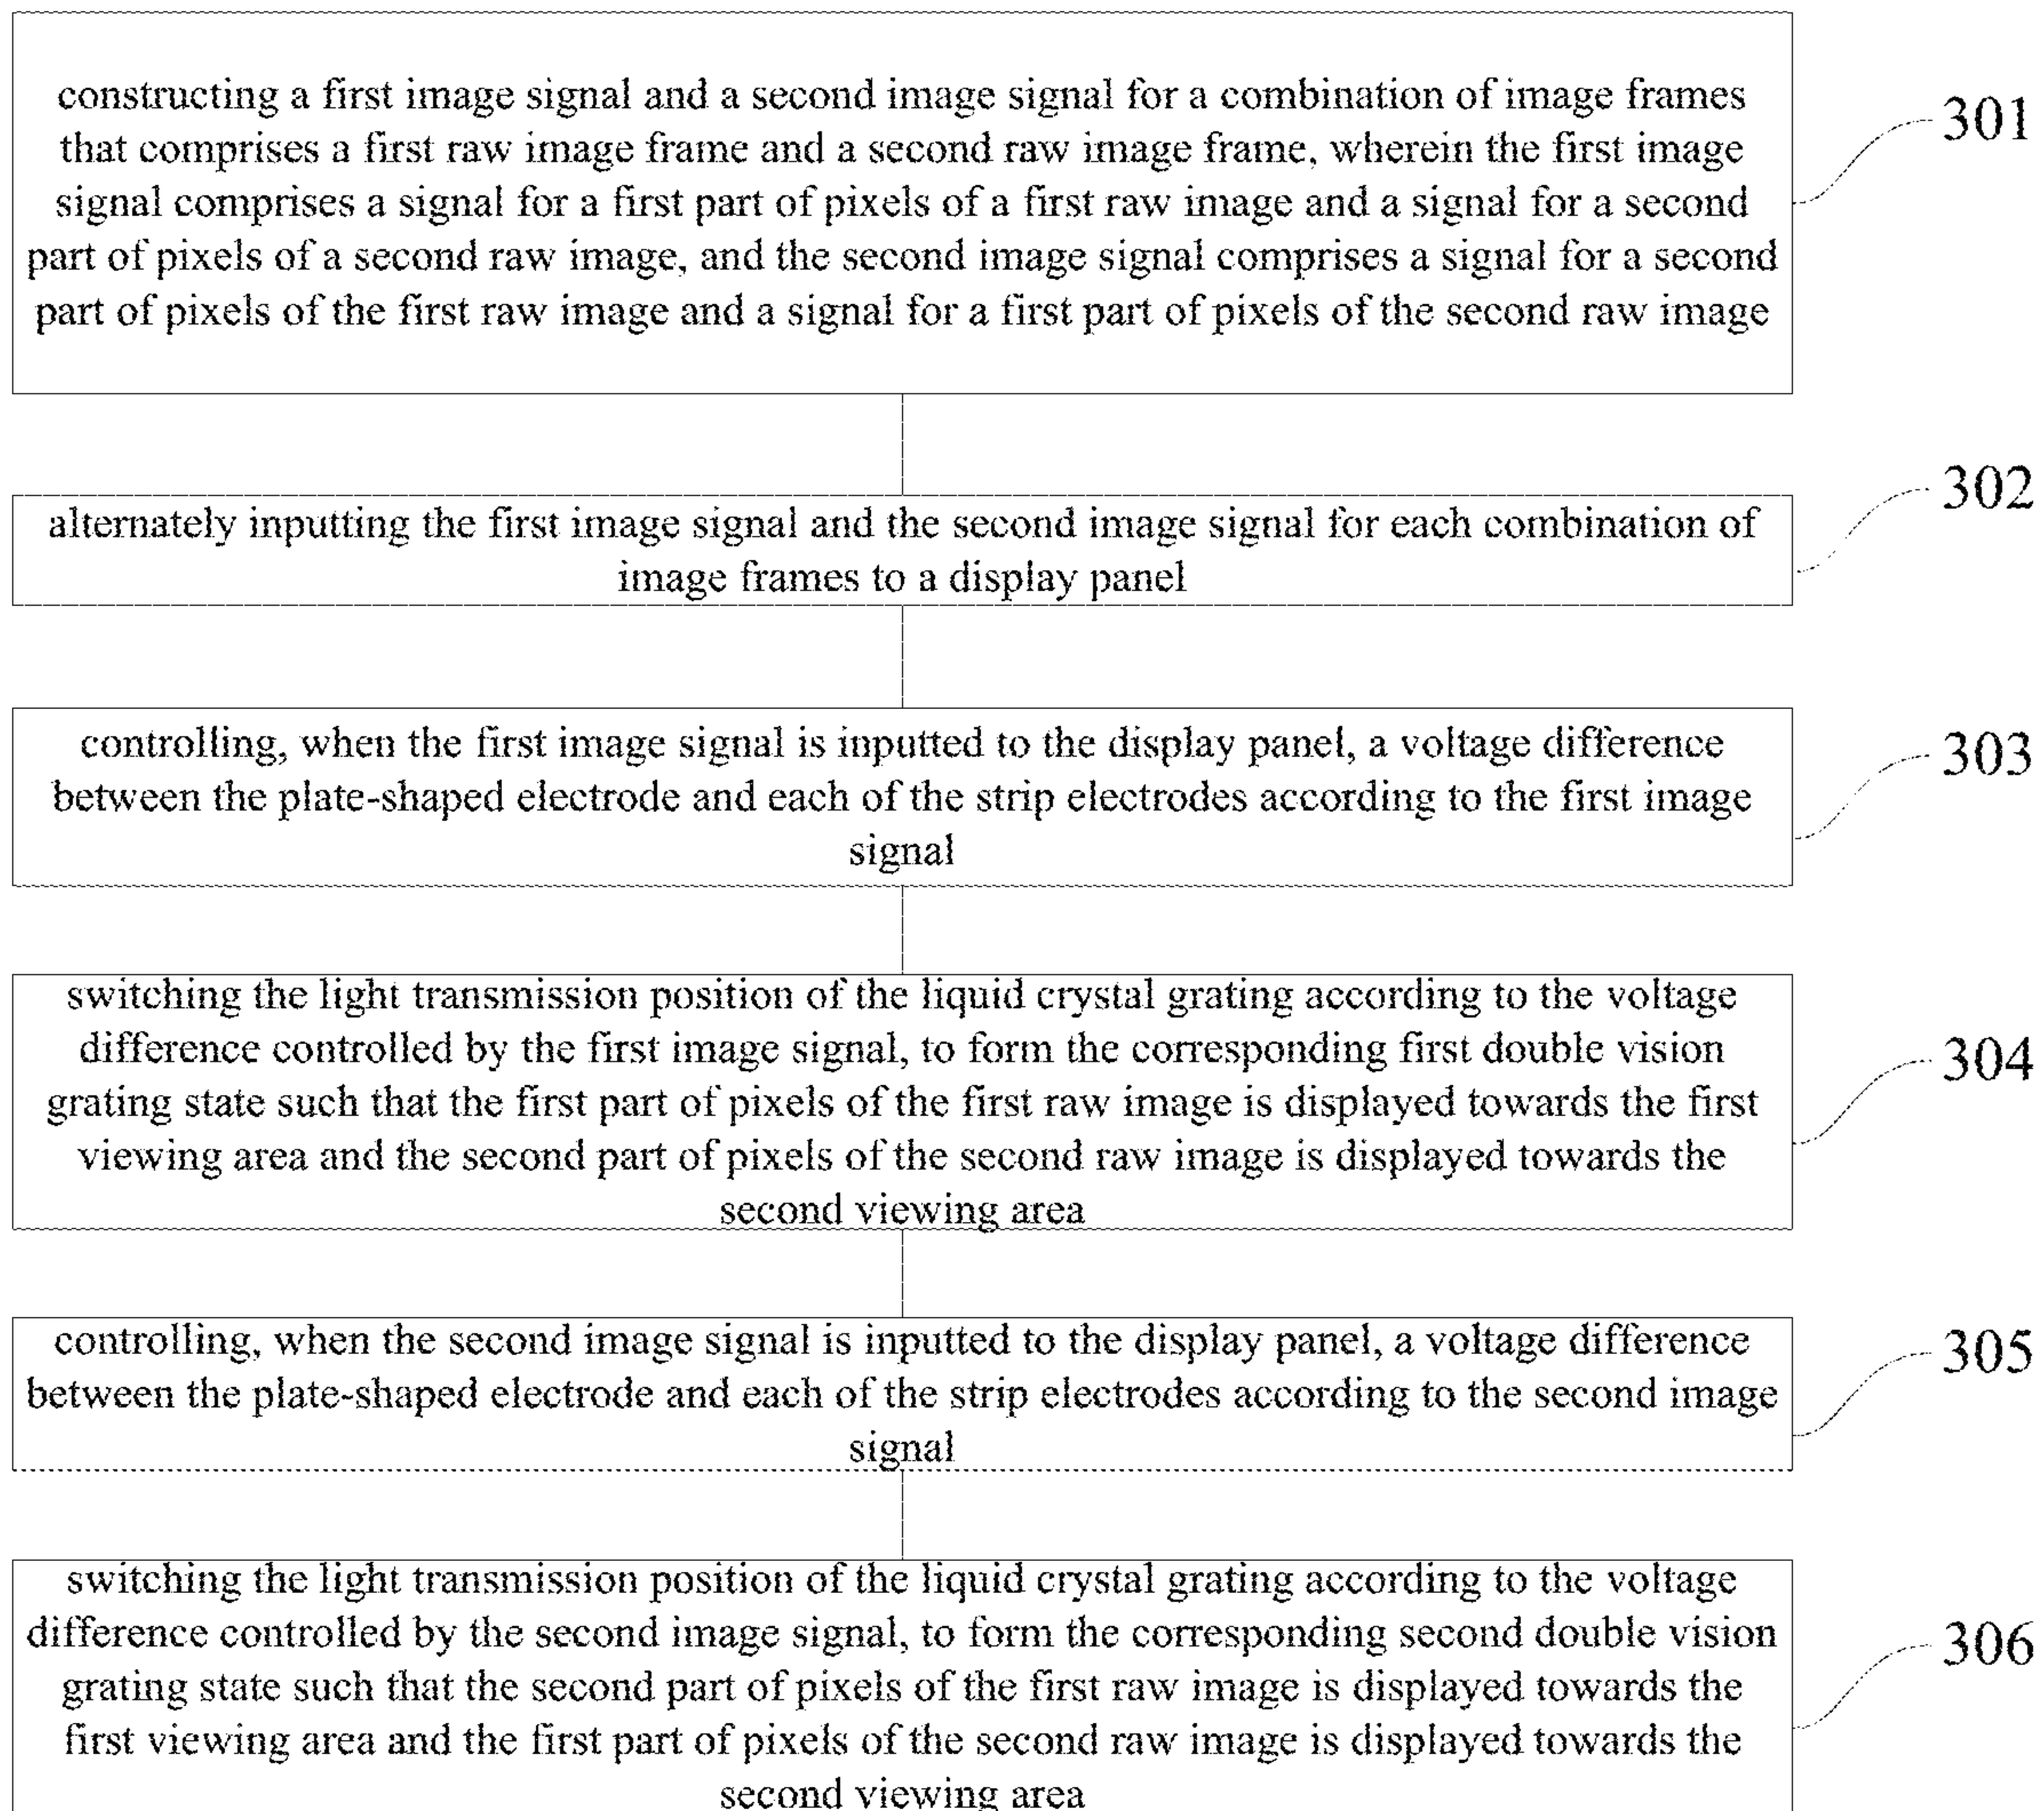 constructing a first image signal and a second image signal for a combination of image frames
that comprises a first raw image frame and a second raw image frame, wherein the first image
signal comprises a signal for a first part of pixels of a first raw image and a signal for a second
part of pixels of a second raw image, and the second image signal comprises a signal for a second
part of pixels of the first raw image and a signal for a first part of pixels of the second raw image
301
alternately inputting the first image signal and the second image signal for each combination of
image frames to a display panel
302
controlling, when the first image signal is inputted to the display panel, a voltage difference
between the plate-shaped electrode and each of the strip electrodes according to the first image
signal
303
switching the light transmission position of the liquid crystal grating according to the voltage
difference controlled by the first image signal, to form the corresponding first double vision
grating state such that the first part of pixels of the first raw image is displayed towards the first
viewing area and the second part of pixels of the second raw image is displayed towards the
second viewing area
304
controlling, when the second image signal is inputted to the display panel, a voltage difference
between the plate-shaped electrode and each of the strip electrodes according to the second image
signal
305
switching the light transmission position of the liquid crystal grating according to the voltage
difference controlled by the second image signal, to form the corresponding second double vision
grating state such that the second part of pixels of the first raw image is displayed towards the
first viewing area and the first part of pixels of the second raw image is displayed towards the
second viewing area
306